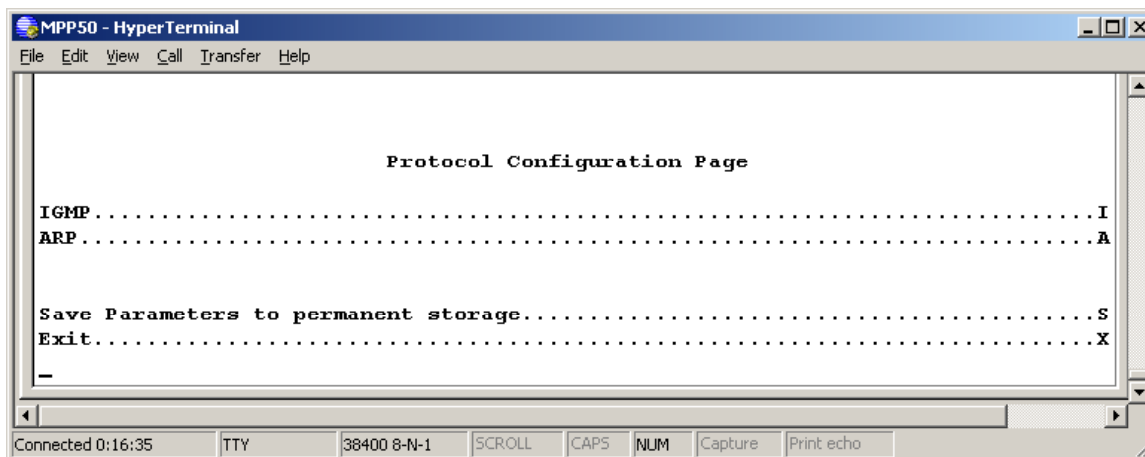 MPP50 - HyperTerminal
File Edit View Call Transfer Help
Protocol Configuration Page
IGMP...........................................................................I
ARP............................................................................A
Save Parameters to permanent storage...........................................S
Exit...........................................................................X
Connected 0:16:35 TTY 38400 8-N-1 SCROLL CAPS NUM Capture Print echo